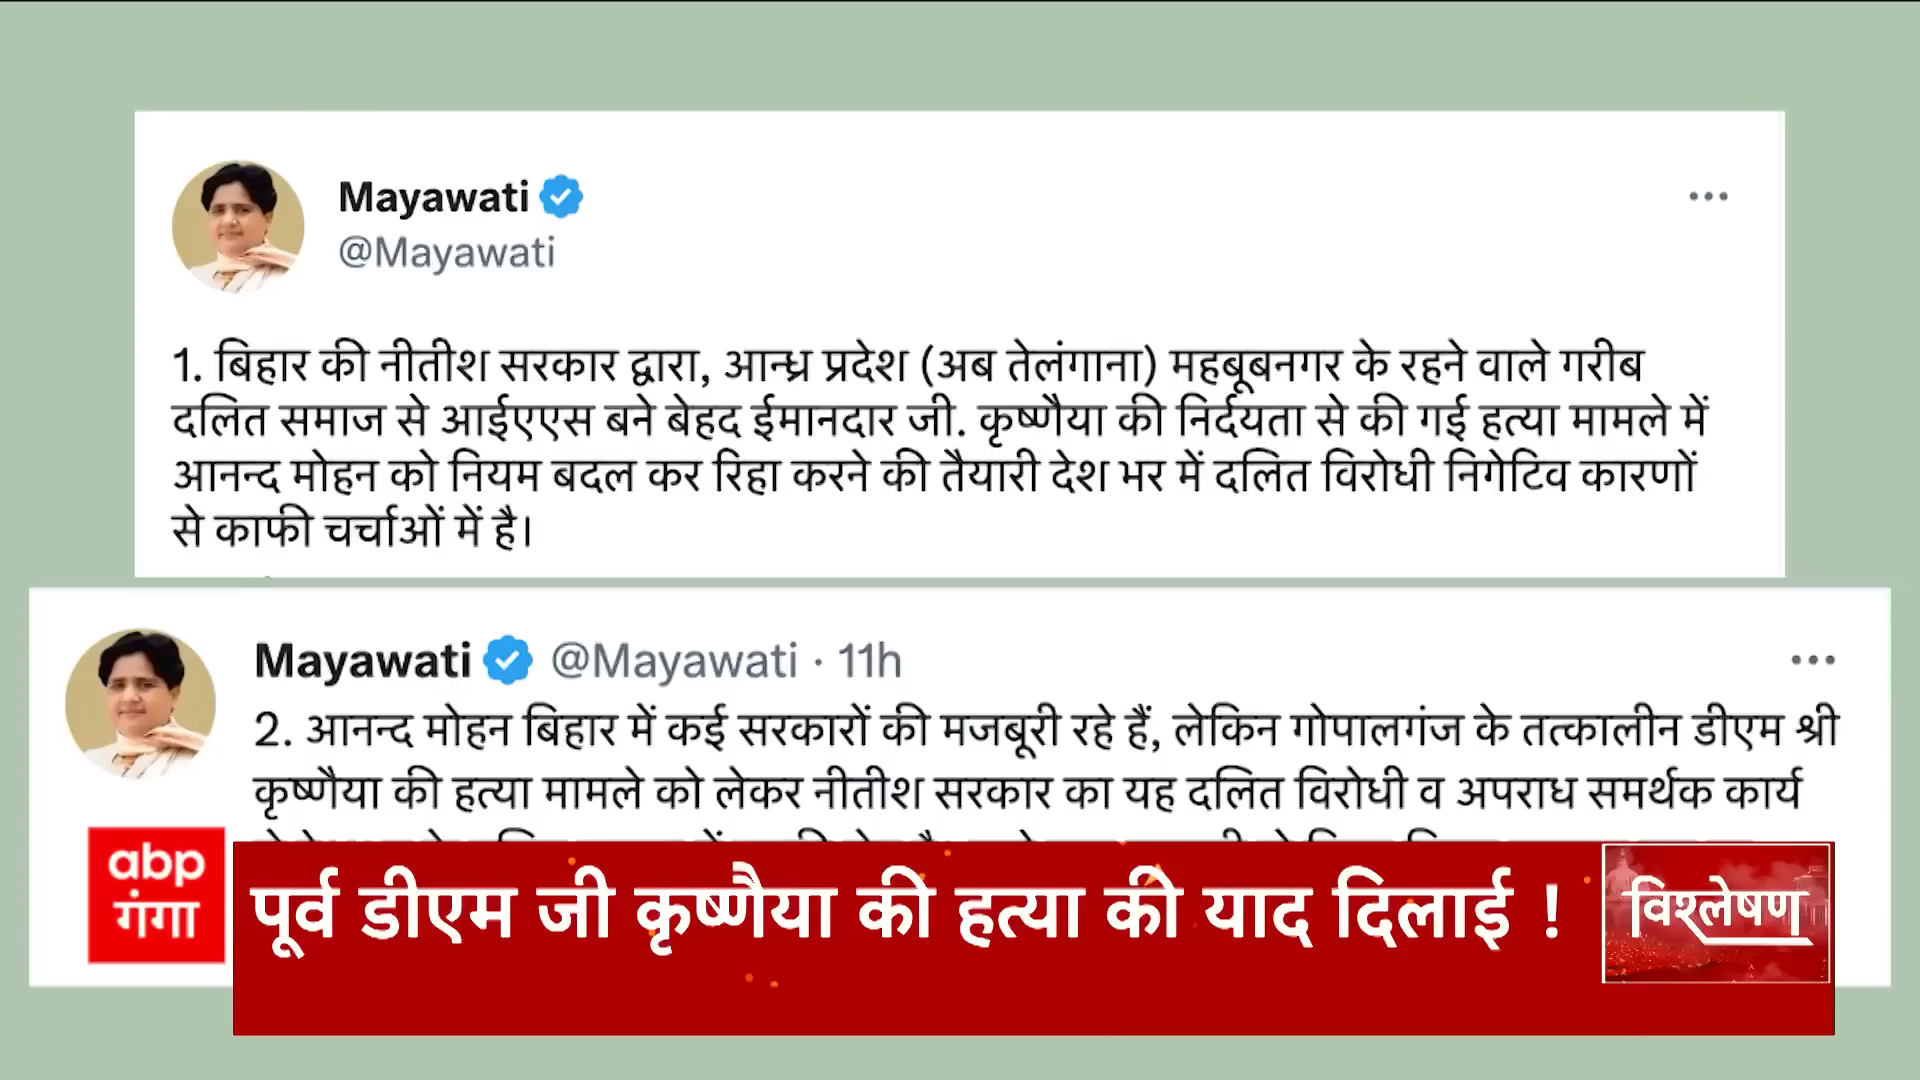 Mayawati
@Mayawati
1. बिहार की नीतीश सरकार द्वारा, आन्ध्र प्रदेश (अब तेलंगाना) महबूबनगर के रहने वाले गरीब
दलित समाज से आईएएस बने बेहद ईमानदार जी. कृष्णैया की निर्दयता से की गई हत्या मामले में
आनन्द मोहन को नियम बदल कर रिहा करने की तैयारी देश भर में दलित विरोधी निगेटिव कारणों
से काफी चर्चाओं में है।
Mayawati @Mayawati · 11h
2. आनन्द मोहन बिहार में कई सरकारों की मजबूरी रहे हैं, लेकिन गोपालगंज के तत्कालीन डीएम श्री
कृष्णैया की हत्या मामले को लेकर नीतीश सरकार का यह दलित विरोधी व अपराध समर्थक कार्य
abp
गंगा
पूर्व डीएम जी कृष्णैया की हत्या की याद दिलाई !
विश्लेषण